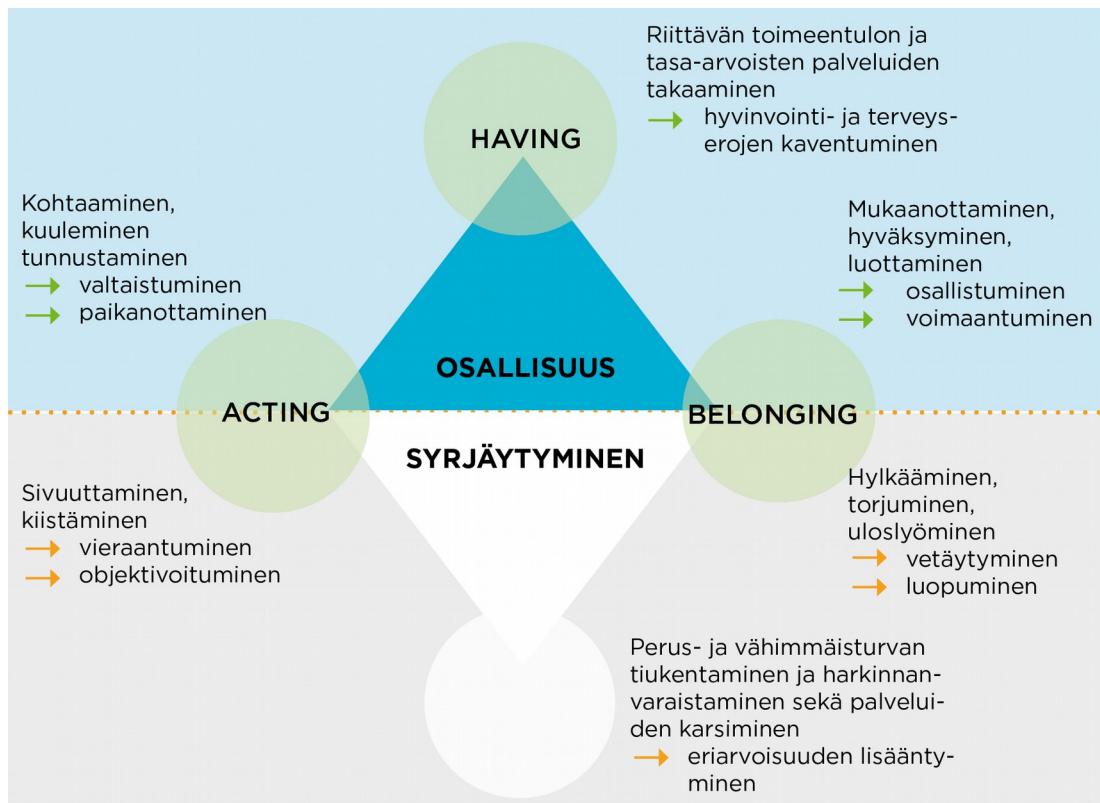 Riittävän toimeentulon ja
tasa-arvoisten palveluiden
takaaminen
→ hyvinvointi- ja terveys-
erojen kaventuminen
HAVING
Kohtaaminen,
kuuleminen
tunnustaminen
→ valtaistuminen
→ paikanottaminen
Mukaanottaminen,
hyväksyminen,
luottaminen
→ osallistuminen
→ voimaantuminen
OSALLISUUS
ACTING
BELONGING
SYRJÄYTYMINEN
Sivuuttaminen,
kiistäminen
→ vieraantuminen
→ objektivoituminen
Hylkääminen,
torjuminen,
uloslyöminen
→ vetäytyminen
→ luopuminen
Perus- ja vähimmäisturvan
tiukentaminen ja harkinnan-
varaistaminen sekä palvelui-
den karsiminen
→ eriarvoisuuden lisäänty-
minen